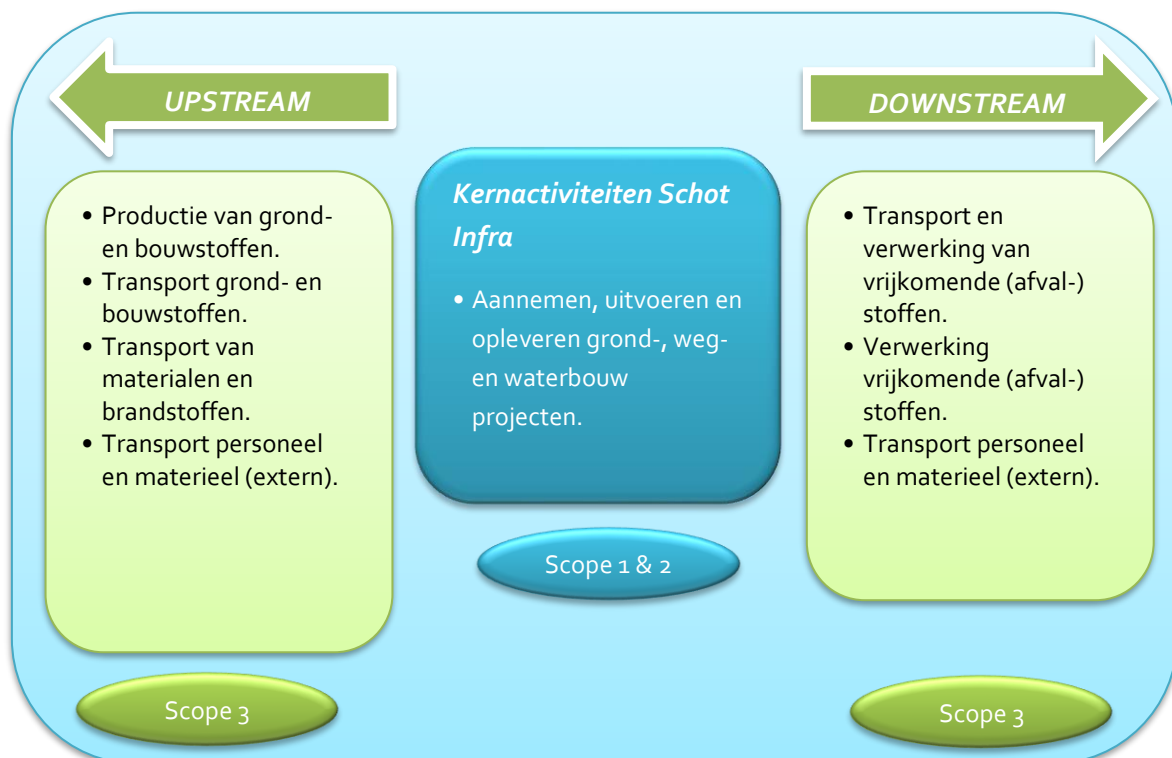 UPSTREAM
• Productie van grond-
en bouwstoffen.
• Transport grond- en
bouwstoffen.
• Transport van
materialen en
brandstoffen.
• Transport personeel
en materieel (extern).
Scope 3
Kernactiviteiten Schot
Infra
• Aannemen, uitvoeren en
opleveren grond-, weg-
en waterbouw
projecten.
Scope 1 & 2
DOWNSTREAM
• Transport en
verwerking van
vrijkomende (afval-)
stoffen.
• Verwerking
vrijkomende (afval-)
stoffen.
• Transport personeel
en materieel (extern).
Scope 3